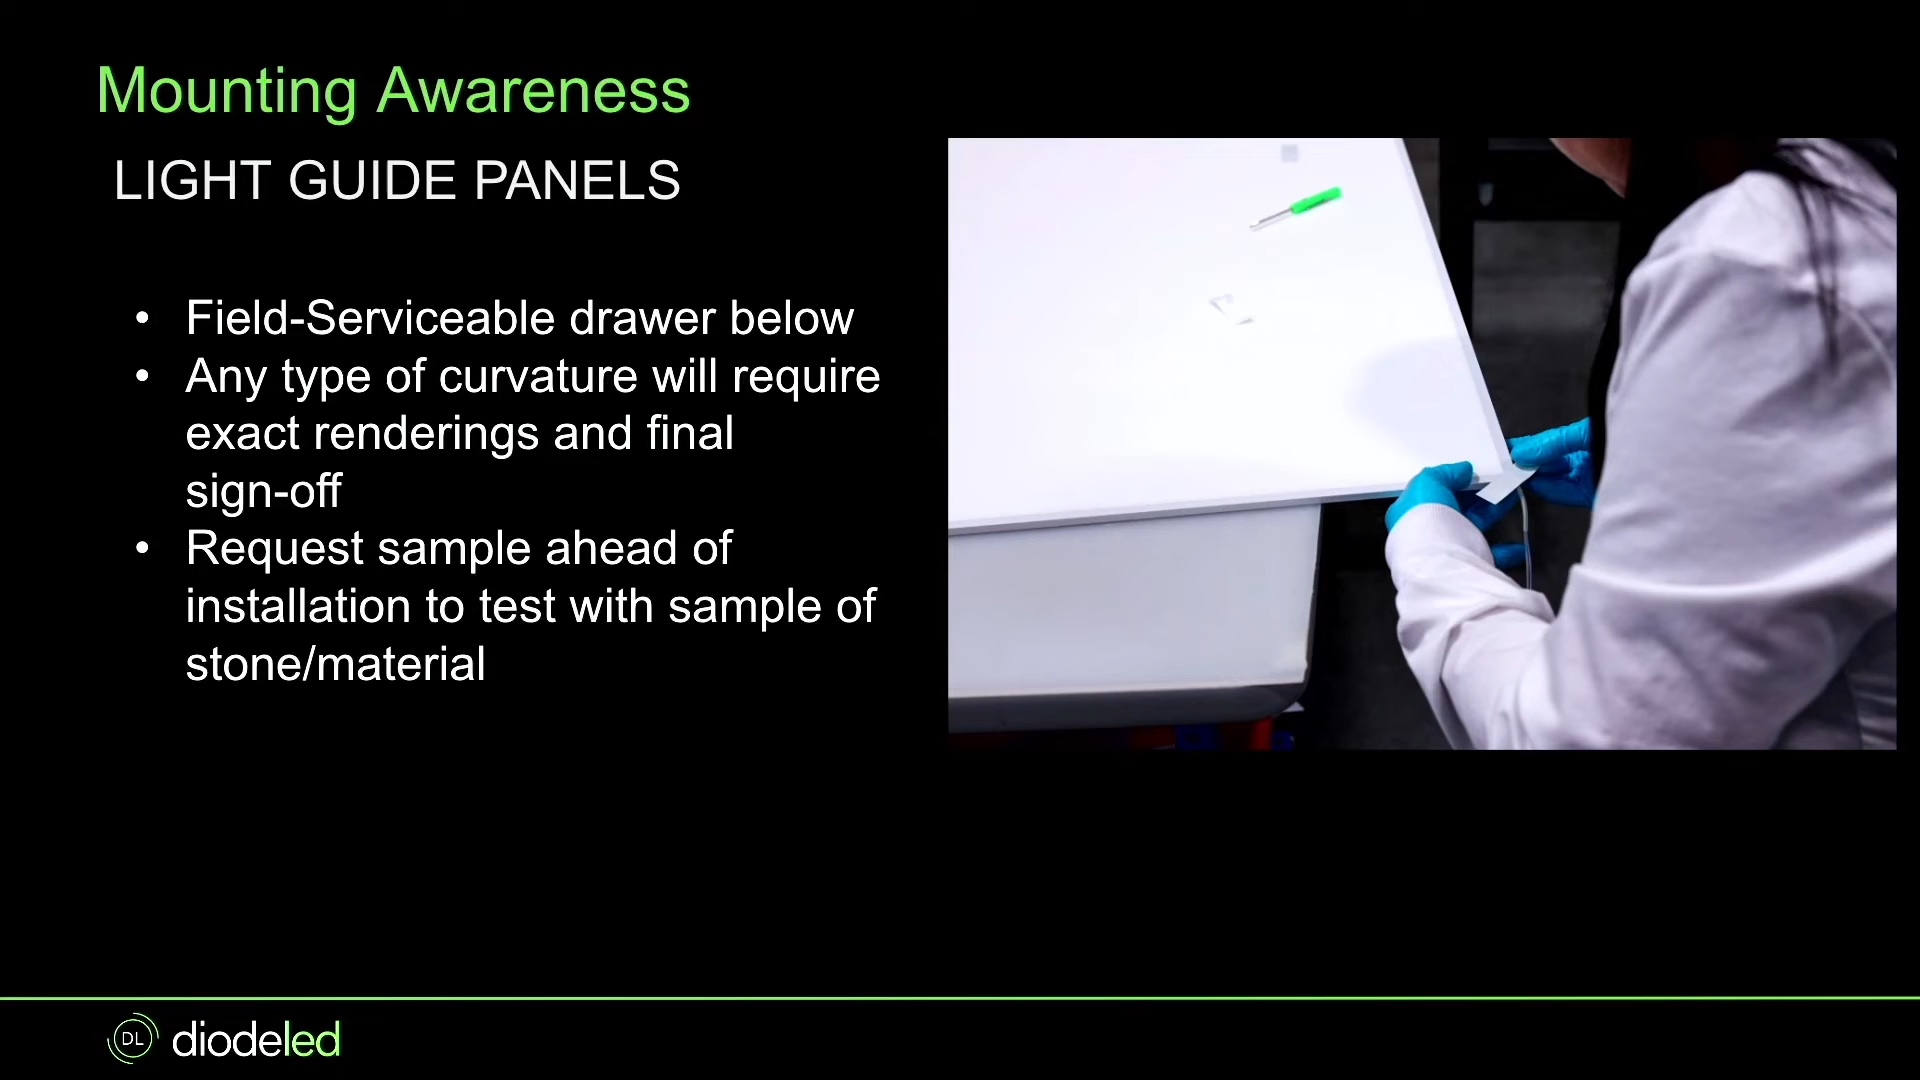 Mounting Awareness
LIGHT GUIDE PANELS
• Field-Serviceable drawer below
• Any type of curvature will require
exact renderings and final
sign-off
• Request sample ahead of
installation to test with sample of
stone/material
DL diodeled